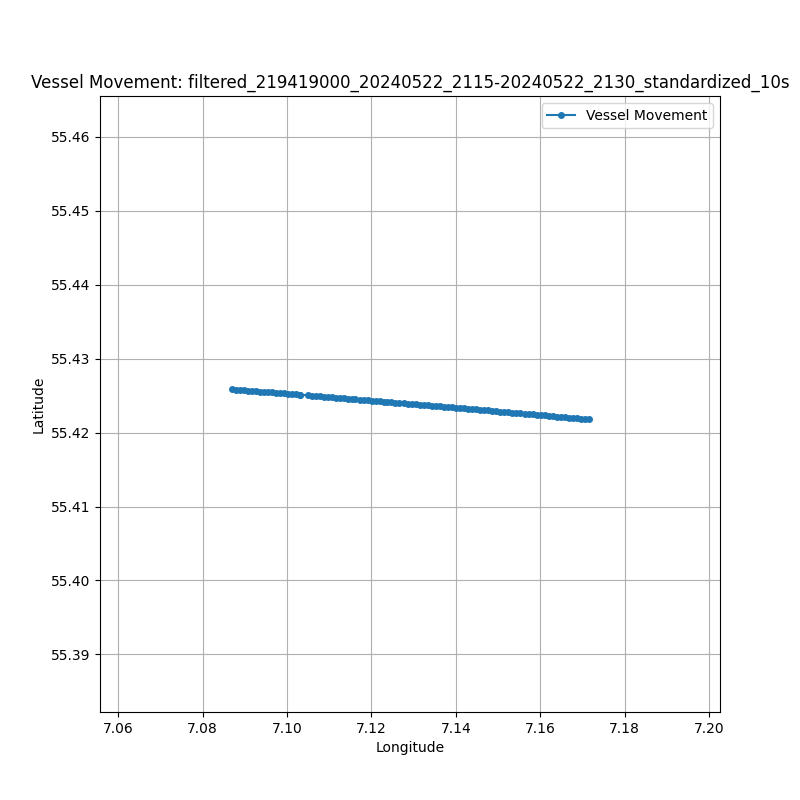 Vessel Movement: filtered_219419000_20240522_2115-20240522_2130_standardized_10s
Vessel Movement
55.46
55.45
55.44
55.43
55.42
55.41
55.40
55.39
Latitude
7.06 7.08 7.10 7.12 7.14 7.16 7.18 7.20
Longitude